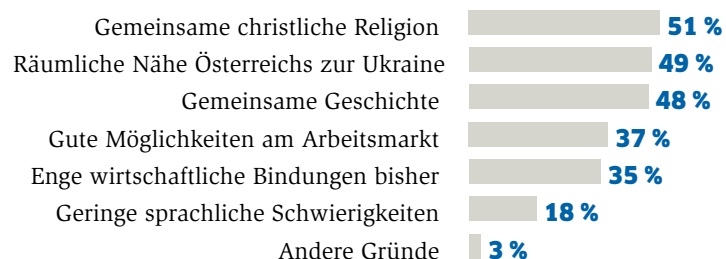 Gemeinsame christliche Religion 51 %
Räumliche Nähe Österreichs zur Ukraine 49 %
Gemeinsame Geschichte 48 %
Gute Möglichkeiten am Arbeitsmarkt 37 %
Enge wirtschaftliche Bindungen bisher 35 %
Geringe sprachliche Schwierigkeiten 18 %
Andere Gründe 3 %